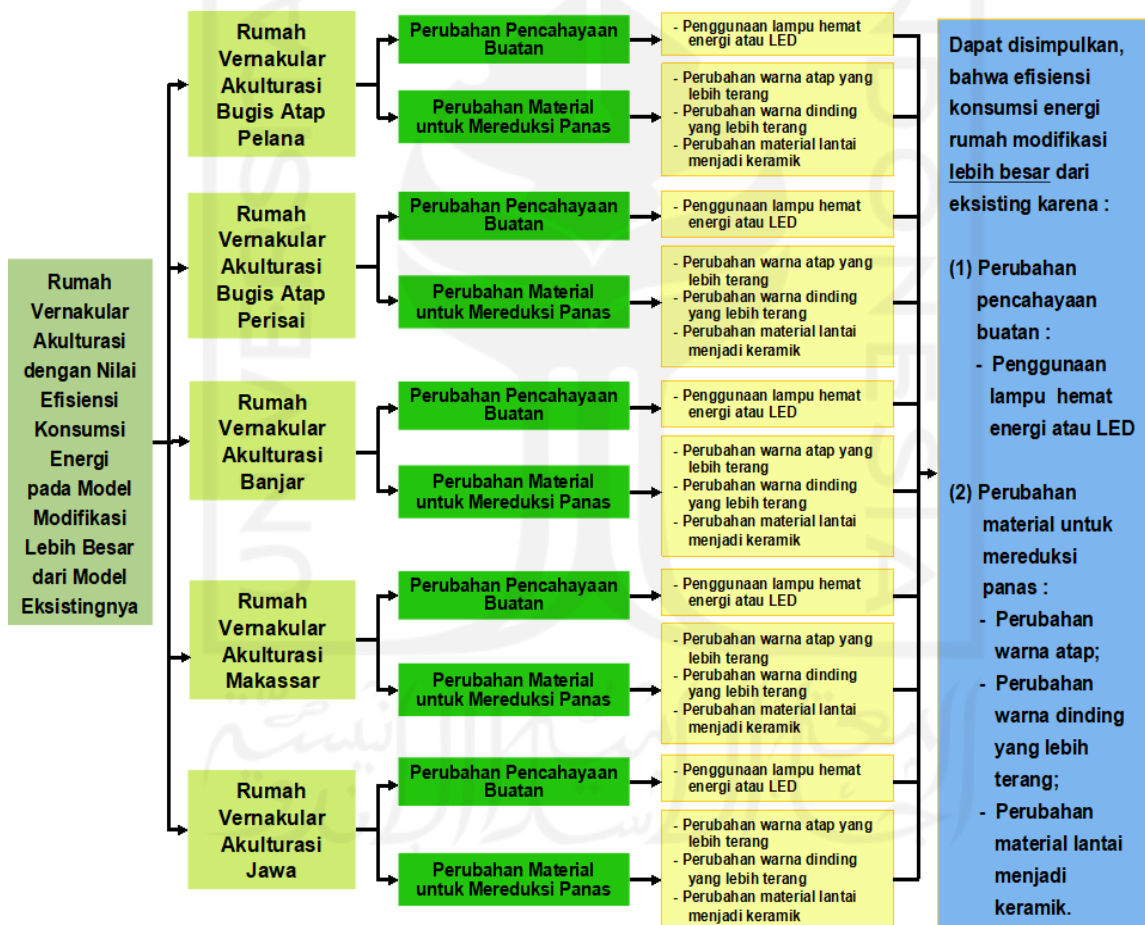 Rumah
Vernakular
Akulturasi
dengan Nilai
Efisiensi
Konsumsi
Energi
pada Model
Modifikasi
Lebih Besar
dari Model
Eksistingnya
Rumah
Vernakular
Akulturasi
Bugis Atap
Pelana
Perubahan Pencahayaan
Buatan
- Penggunaan lampu hemat
energi atau LED
Perubahan Material
untuk Mereduksi Panas
- Perubahan warna atap yang
lebih terang
- Perubahan warna dinding
yang lebih terang
- Perubahan material lantai
menjadi keramik
Rumah
Vernakular
Akulturasi
Bugis Atap
Perisai
Perubahan Pencahayaan
Buatan
- Penggunaan lampu hemat
energi atau LED
Perubahan Material
untuk Mereduksi Panas
- Perubahan warna atap yang
lebih terang
- Perubahan warna dinding
yang lebih terang
- Perubahan material lantai
menjadi keramik
Rumah
Vernakular
Akulturasi
Banjar
Perubahan Pencahayaan
Buatan
- Penggunaan lampu hemat
energi atau LED
Perubahan Material
untuk Mereduksi Panas
- Perubahan warna atap yang
lebih terang
- Perubahan warna dinding
yang lebih terang
- Perubahan material lantai
menjadi keramik
Rumah
Vernakular
Akulturasi
Makassar
Perubahan Pencahayaan
Buatan
- Penggunaan lampu hemat
energi atau LED
Perubahan Material
untuk Mereduksi Panas
- Perubahan warna atap yang
lebih terang
- Perubahan warna dinding
yang lebih terang
- Perubahan material lantai
menjadi keramik
Rumah
Vernakular
Akulturasi
Jawa
Perubahan Pencahayaan
Buatan
- Penggunaan lampu hemat
energi atau LED
Perubahan Material
untuk Mereduksi Panas
- Perubahan warna atap yang
lebih terang
- Perubahan warna dinding
yang lebih terang
- Perubahan material lantai
menjadi keramik
Dapat disimpulkan,
bahwa efisiensi
konsumsi energi
rumah modifikasi
lebih besar dari
eksisting karena :
(1) Perubahan
pencahayaan
buatan :
- Penggunaan
lampu hemat
energi atau LED
(2) Perubahan
material untuk
mereduksi
panas :
- Perubahan
warna atap;
- Perubahan
warna dinding
yang lebih
terang;
- Perubahan
material lantai
menjadi
keramik.